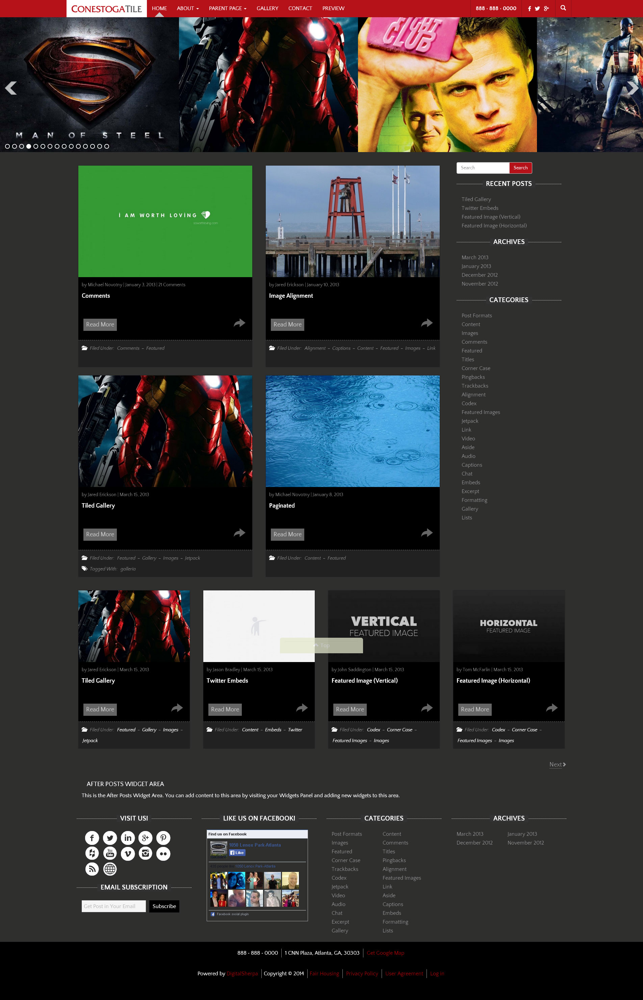 CONESTOGATILE HOME ABOUT PARENT PAGE GALLERY CONTACT PREVIEW 888 · 888 · 0000
FIGHT
CLUB
MAN OF STEEL
Search Search
RECENT POSTS
Tiled Gallery
Twitter Embeds
Featured Image (Vertical)
Featured Image (Horizontal)
ARCHIVES
March 2013
January 2013
December 2012
November 2012
CATEGORIES
Post Formats
Content
Images
Comments
Featured
Titles
Corner Case
Pingbacks
Trackbacks
Alignment
Codex
Featured Images
Jetpack
Link
Video
Aside
Audio
Captions
Chat
Embeds
Excerpt
Formatting
Gallery
Lists
I AM WORTH LOVING
soworthloving.com
by Michael Novotny | January 3, 2013 | 21 Comments
Comments
Read More
Filed Under: Comments – Featured
by Jared Erickson | January 10, 2013
Image Alignment
Read More
Filed Under: Alignment – Captions – Content – Featured – Images – Link
by Jared Erickson | March 15, 2013
Tiled Gallery
Read More
Filed Under: Featured – Gallery – Images – Jetpack
Tagged With: galleria
by Michael Novotny | January 8, 2013
Paginated
Read More
Filed Under: Content – Featured
by Jared Erickson | March 15, 2013
Tiled Gallery
Read More
Filed Under: Featured – Gallery – Images –
Jetpack
by Jason Bradley | March 15, 2013
Twitter Embeds
Read More
Filed Under: Content – Embeds – Twitter
Top
VERTICAL
FEATURED IMAGE
by John Saddington | March 15, 2013
Featured Image (Vertical)
Read More
Filed Under: Codex – Corner Case –
Featured Images – Images
HORIZONTAL
FEATURED IMAGE
by Tom McFarlin | March 15, 2013
Featured Image (Horizontal)
Read More
Filed Under: Codex – Corner Case –
Featured Images – Images
Next
AFTER POSTS WIDGET AREA
This is the After Posts Widget Area. You can add content to this area by visiting your Widgets Panel and adding new widgets to this area.
VISIT US!
You
Tube
EMAIL SUBSCRIPTION
Get Post in Your Email Subscribe
LIKE US ON FACEBOOK!
Find us on Facebook
1050 Lenox Park-Atlanta
Like
people like 1050 Lenox Park-Atlanta
Facebook social plugin
CATEGORIES
Post Formats Content
Images Comments
Featured Titles
Corner Case Pingbacks
Trackbacks Alignment
Codex Featured Images
Jetpack Link
Video Aside
Audio Captions
Chat Embeds
Excerpt Formatting
Gallery Lists
ARCHIVES
March 2013 January 2013
December 2012 November 2012
888 · 888 · 0000 1 CNN Plaza, Atlanta, GA, 30303 Get Google Map
Powered by DigitalSherpa Copyright © 2014 Fair Housing Privacy Policy User Agreement Log in